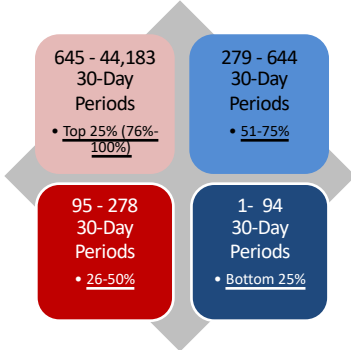 645 - 44,183
30-Day
Periods
• Top 25% (76%-
100%)
279 - 644
30-Day
Periods
• 51-75%
95 - 278
30-Day
Periods
• 26-50%
1- 94
30-Day
Periods
• Bottom 25%